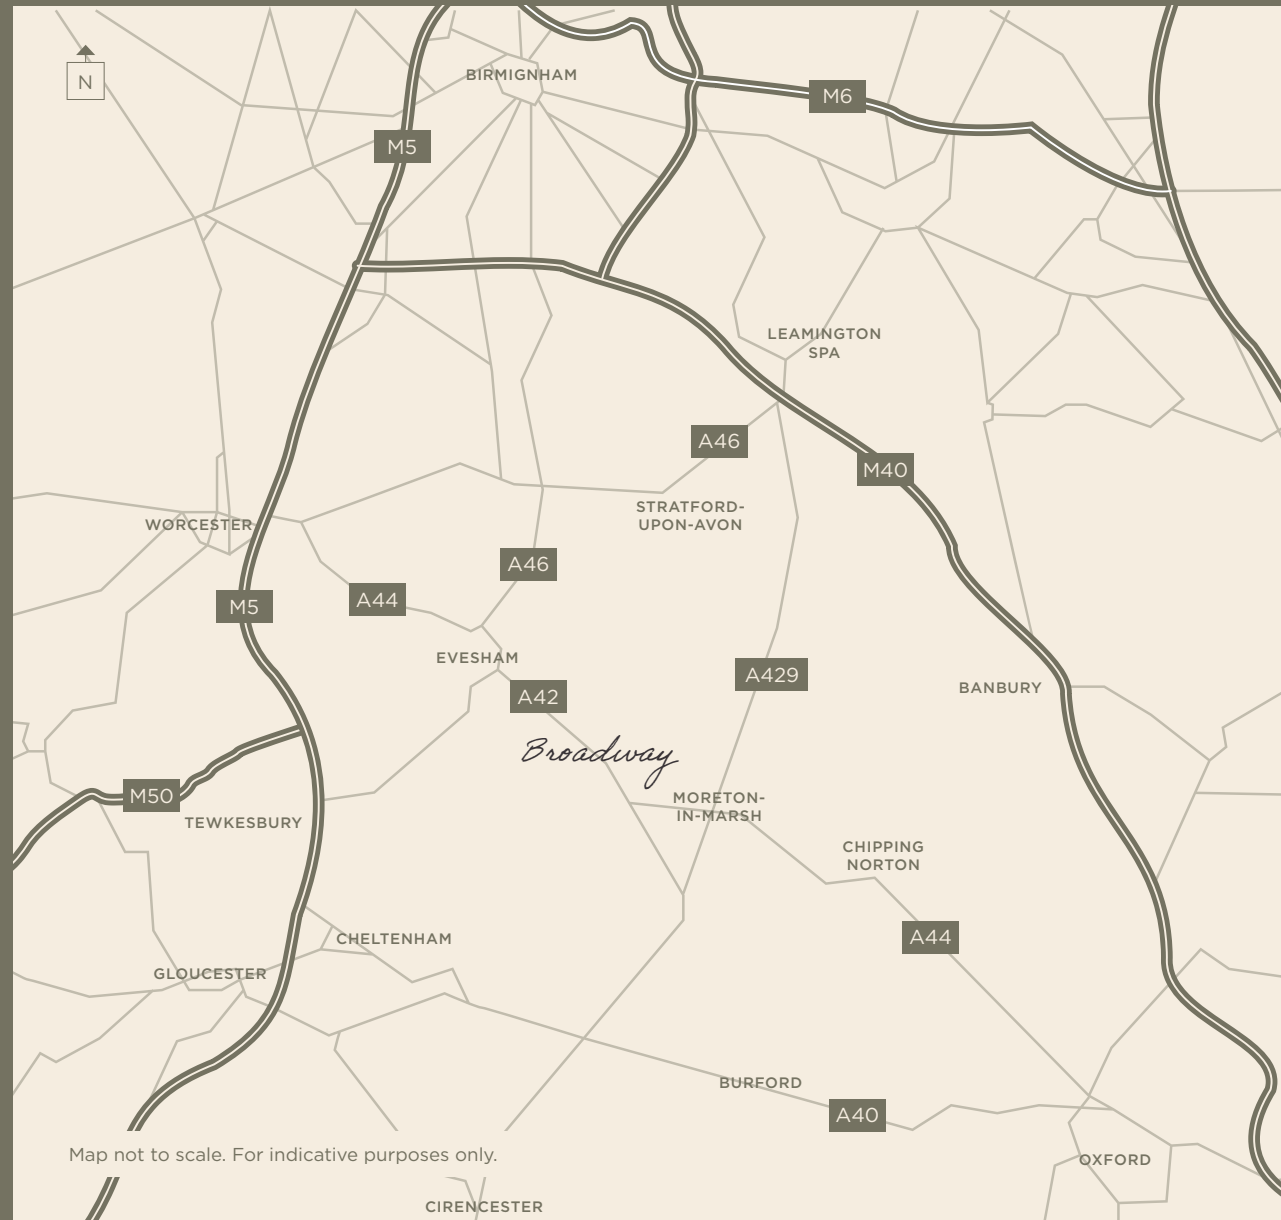 N
BIRMIGNHAM
M6
M5
LEAMINGTON
SPA
A46
M40
STRATFORD-
UPON-AVON
WORCESTER
A46
A44
M5
EVESHAM
A429
BANBURY
A42
Broadway
M50
MORETON-
IN-MARSH
TEWKESBURY
CHIPPING
NORTON
A44
CHELTENHAM
GLOUCESTER
BURFORD
A40
Map not to scale. For indicative purposes only.
OXFORD
CIRENCESTER